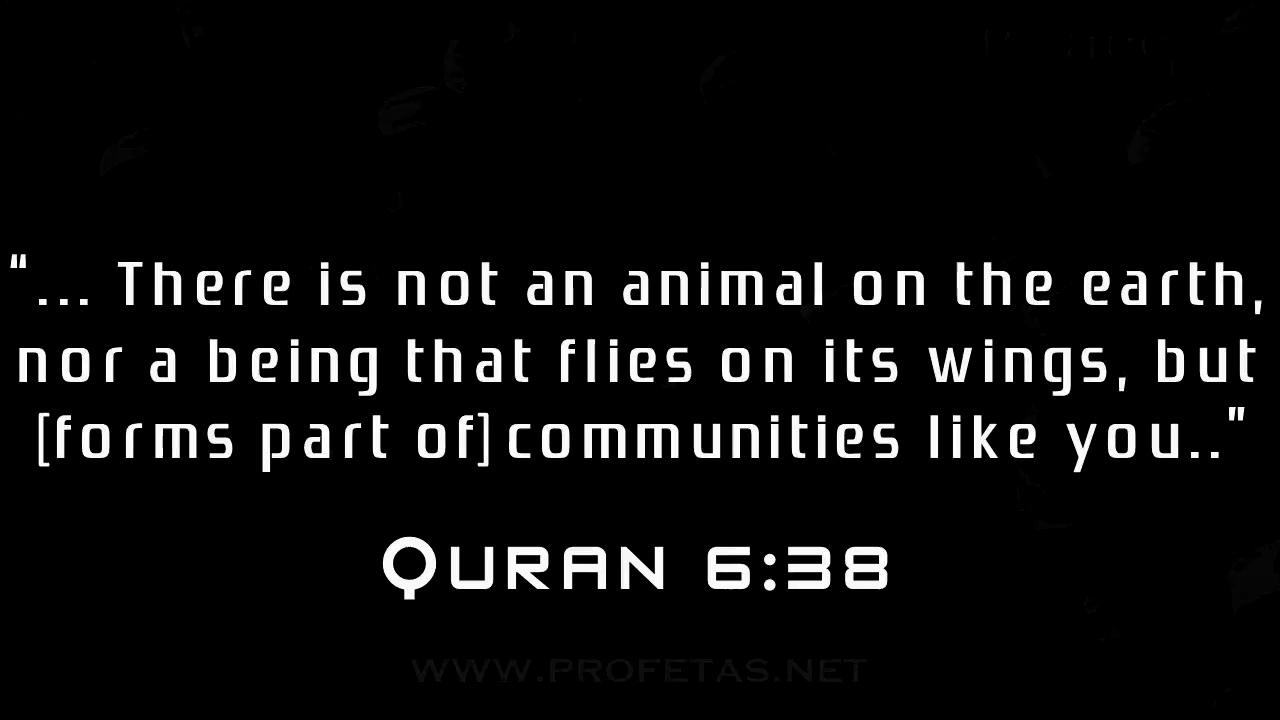 “... There is not an animal on the earth,
nor a being that flies on its wings, but
[forms part of] communities like you..”
Quran 6:38
WWW.PROFETAS.NET